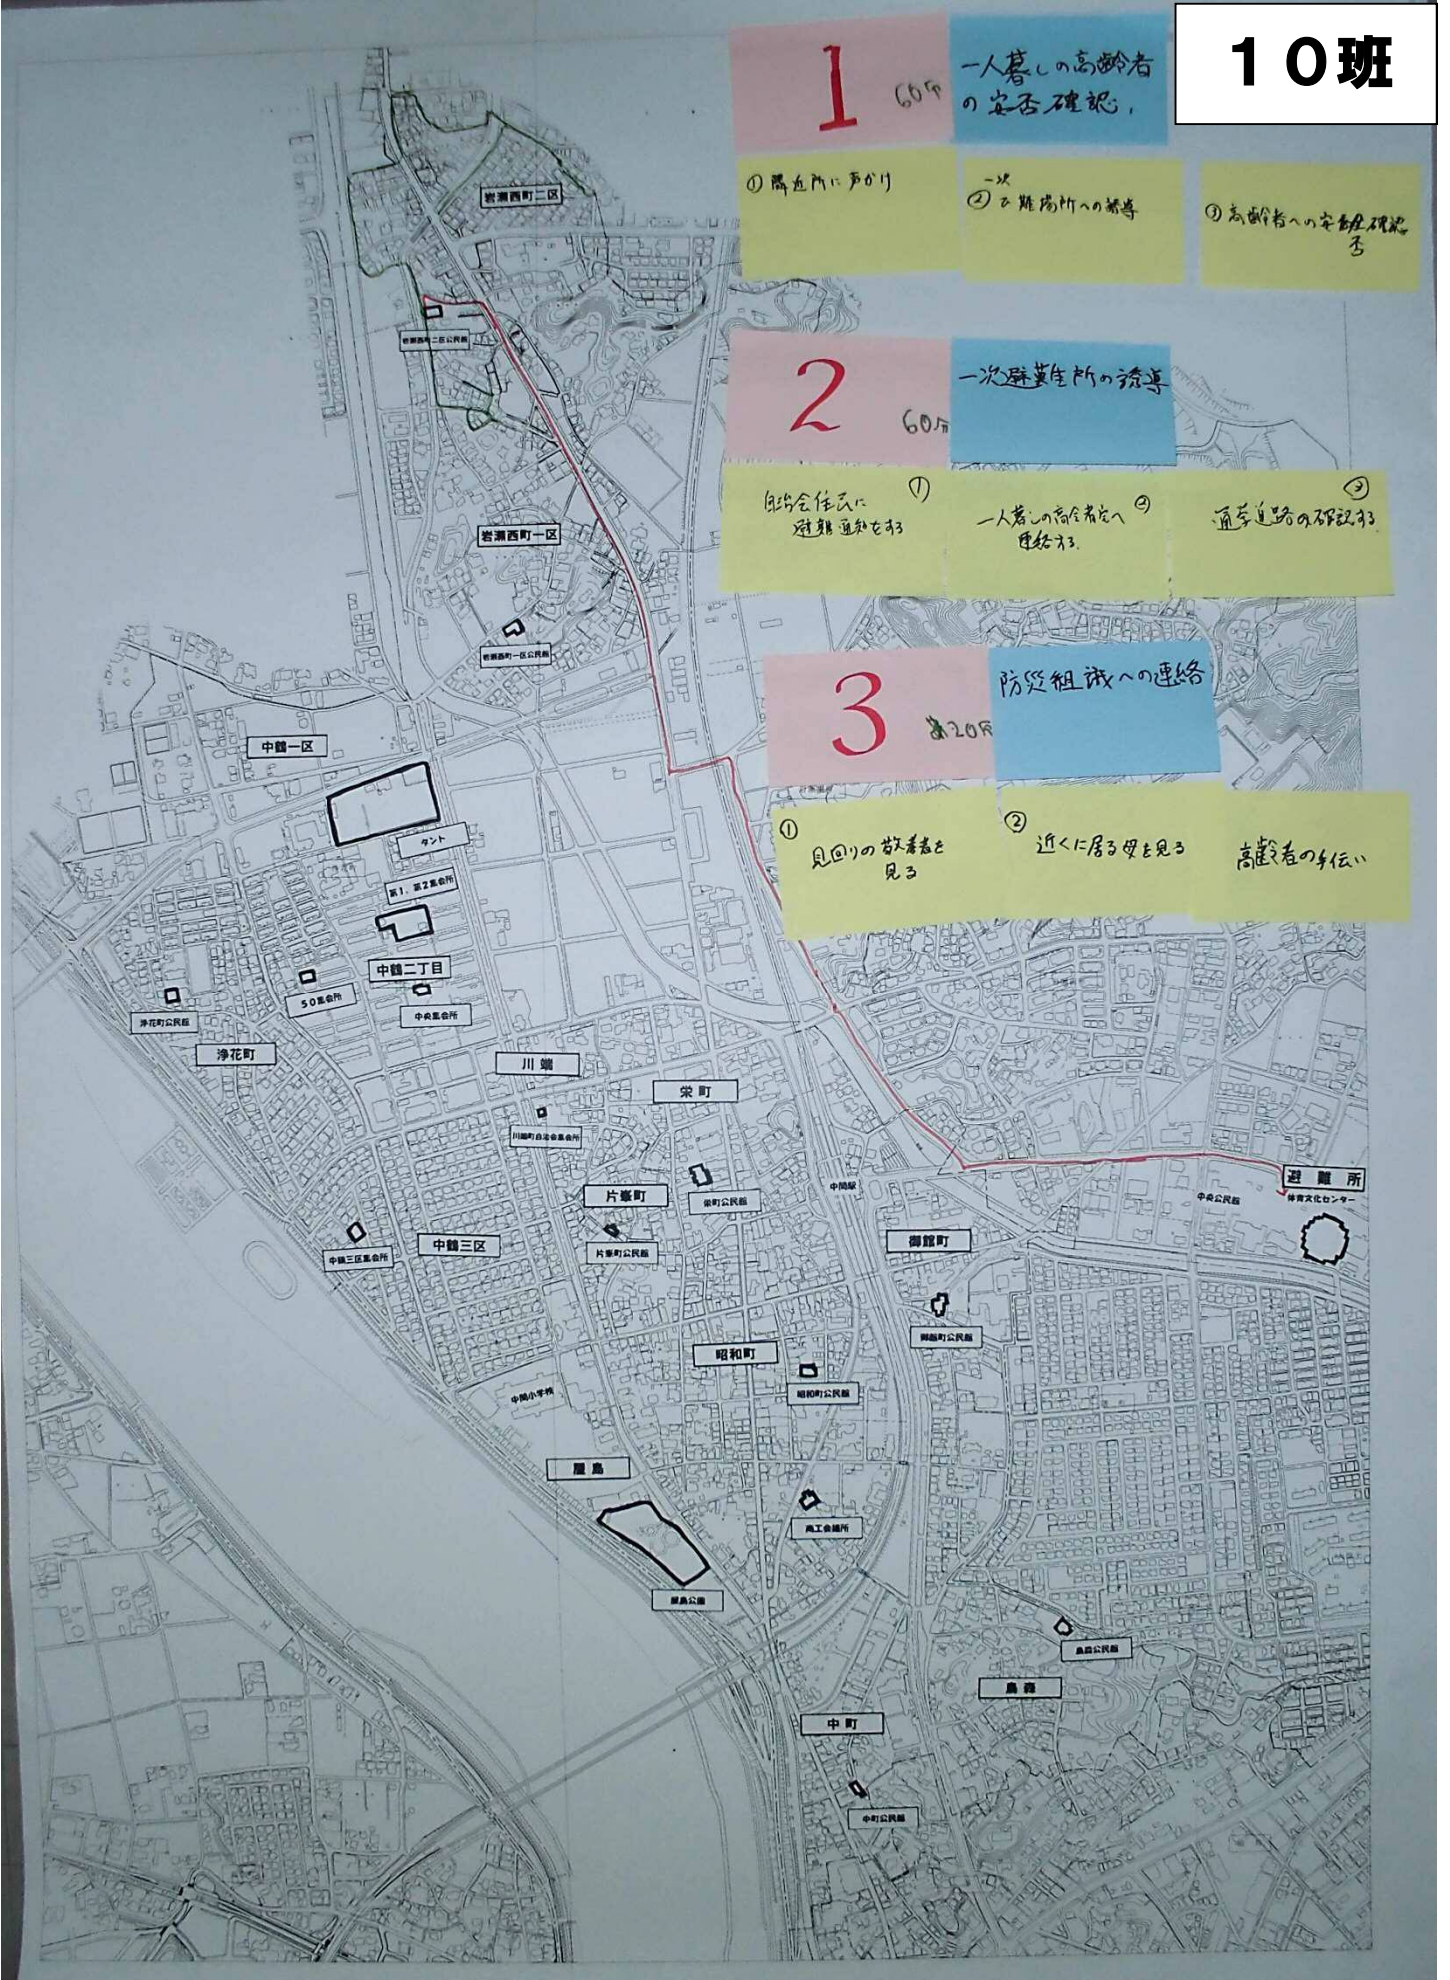 10班
1
60分
一人暮しの高齢者
の安否確認.
① 隣近所に声かけ
一次
② ひ難場所への誘導
③ 高齢者への安否確認
2
60分
一次避難場所の誘導
①
自治会住民に
避難通知をする
②
一人暮しの高令者宅へ
連絡する.
③
の確認する
3
20分
防災組識への連絡
①
見回りの
見る
②
近くに居る母を見る
高齢者の手伝い
岩瀬西町二区
岩瀬西町二区公民館
岩瀬西町一区
岩瀬西町一区公民館
中鶴一区
タント
第1．第2集会所
中鶴二丁目
50集会所
中央集会所
浄花町公民館
浄花町
川端
栄町
川端町自治会集会所
片峯町
栄町公民館
中間駅
中央公民館
避難所
体育文化センター
片峯町公民館
中鶴三区
中鶴三区集会所
御館町
御館町公民館
昭和町
昭和町公民館
中間小学校
屋島
商工会議所
屋島公園
鳥森公民館
鳥森
中町
中町公民館